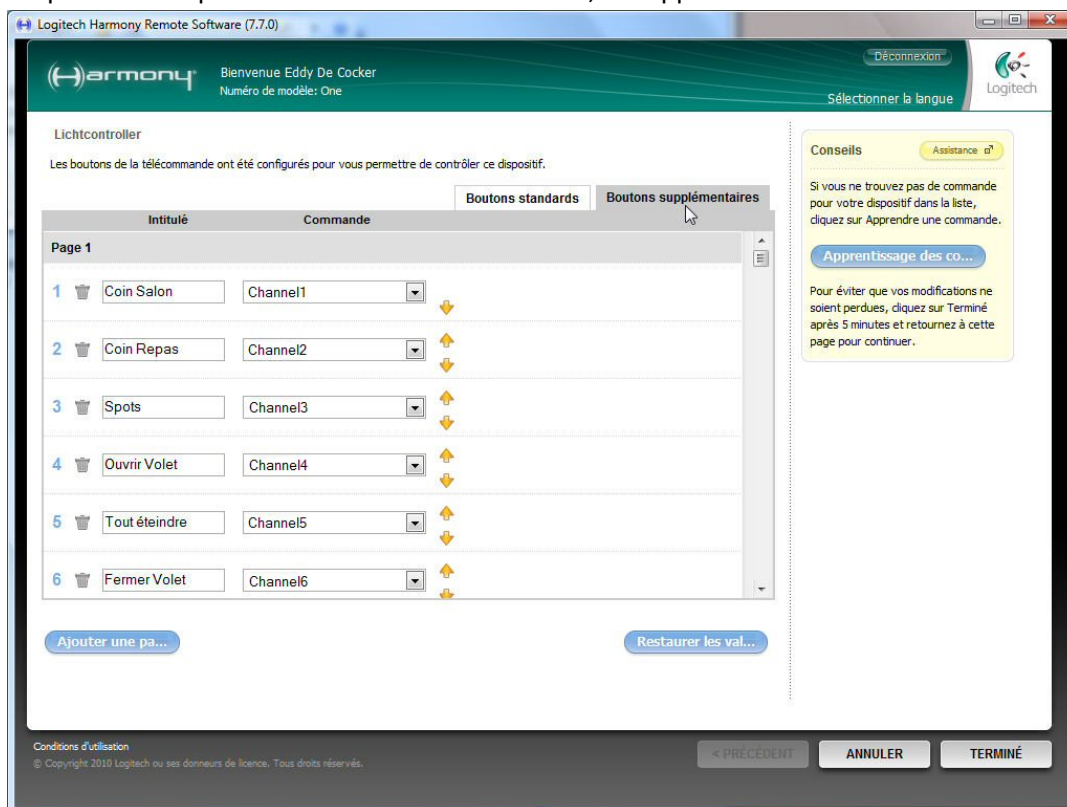 Logitech Harmony Remote Software (7.7.0)
Harmony
Bienvenue Eddy De Cocker
Numéro de modèle: One
Déconnexion
Sélectionner la langue
Logitech
Lichtcontroller
Les boutons de la télécommande ont été configurés pour vous permettre de contrôler ce dispositif.
Boutons standards
Boutons supplémentaires
Intitulé
Commande
Page 1
1 Coin Salon Channel1
2 Coin Repas Channel2
3 Spots Channel3
4 Ouvrir Volet Channel4
5 Tout éteindre Channel5
6 Fermer Volet Channel6
Ajouter une pa...
Restaurer les val...
Conseils
Assistance
Si vous ne trouvez pas de commande
pour votre dispositif dans la liste,
cliquez sur Apprendre une commande.
Apprentissage des co...
Pour éviter que vos modifications ne
soient perdues, cliquez sur Terminé
après 5 minutes et retournez à cette
page pour continuer.
Conditions d'utilisation
© Copyright 2010 Logitech ou ses donneurs de licence. Tous droits réservés.
< PRÉCÉDENT
ANNULER
TERMINÉ